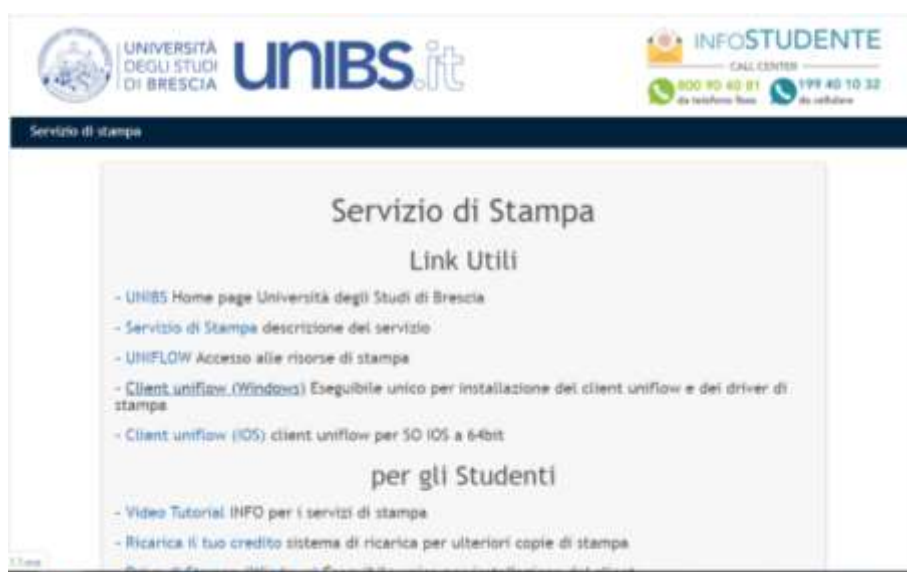 UNIVERSITÀ
DEGLI STUDI
DI BRESCIA
UNIBS.it
INFOSTUDENTE
CALL CENTER
800 90 40 81
da telefono fisso
199 40 10 32
da cellulare
Servizio di stampa
Servizio di Stampa
Link Utili
- UNIBS Home page Università degli Studi di Brescia
- Servizio di Stampa descrizione del servizio
- UNIFLOW Accesso alle risorse di stampa
- Client uniflow (Windows) Eseguibile unico per installazione del client uniflow e dei driver di
stampa
- Client uniflow (IOS) client uniflow per SO IOS a 64bit
per gli Studenti
- Video Tutorial INFO per i servizi di stampa
- Ricarica il tuo credito sistema di ricarica per ulteriori copie di stampa